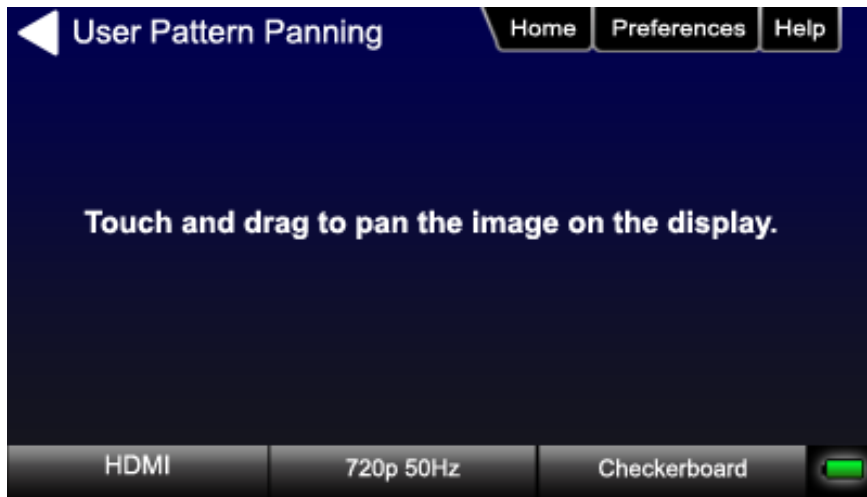 User Pattern Panning
Home Preferences Help
Touch and drag to pan the image on the display.
HDMI 720p 50Hz Checkerboard